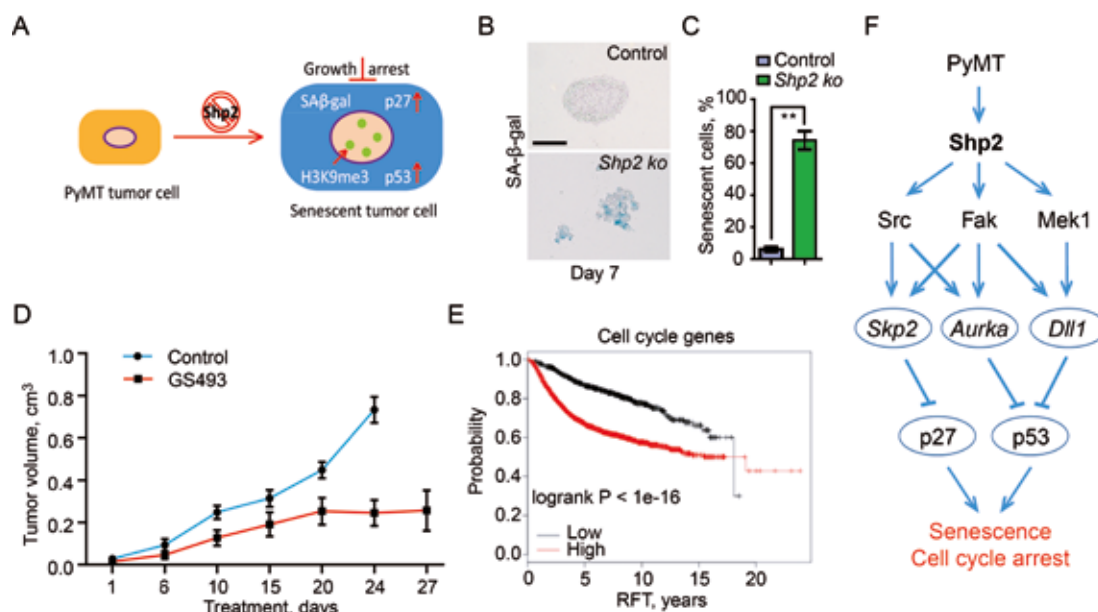 A
Growth arrest
SAβ-gal p27
Shp2
H3K9me3 p53
PyMT tumor cell
Senescent tumor cell
B
Control
SA-β-gal
Shp2 ko
Day 7
C
Control
Shp2 ko
Senescent cells, %
100
80
60
40
20
0
**
D
Control
GS493
Tumor volume, cm³
1.0
0.8
0.6
0.4
0.2
0.0
1 6 10 15 20 24 27
Treatment, days
E
Cell cycle genes
Probability
1.0
0.8
0.6
0.4
0.2
0.0
logrank P < 1e-16
Low
High
0 5 10 15 20
RFT, years
F
PyMT
Shp2
Src Fak Mek1
Skp2 Aurka Dll1
p27 p53
Senescence
Cell cycle arrest